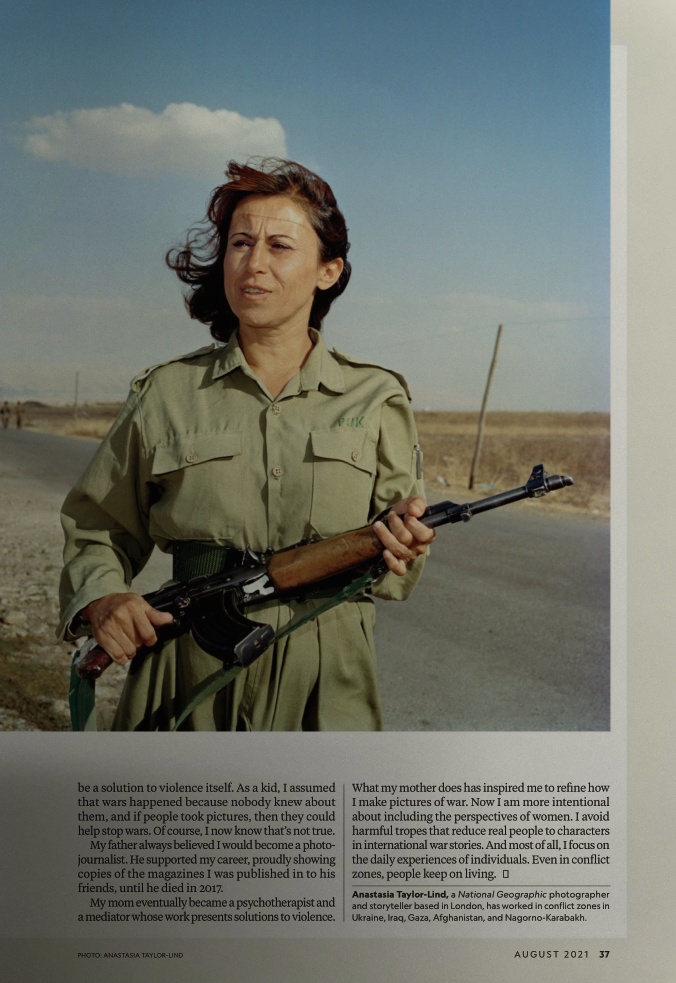 PUK
be a solution to violence itself. As a kid, I assumed
that wars happened because nobody knew about
them, and if people took pictures, then they could
help stop wars. Of course, I now know that's not true.
My father always believed I would become a photo-
journalist. He supported my career, proudly showing
copies of the magazines I was published in to his
friends, until he died in 2017.
My mom eventually became a psychotherapist and
a mediator whose work presents solutions to violence.
What my mother does has inspired me to refine how
I make pictures of war. Now I am more intentional
about including the perspectives of women. I avoid
harmful tropes that reduce real people to characters
in international war stories. And most of all, I focus on
the daily experiences of individuals. Even in conflict
zones, people keep on living.
Anastasia Taylor-Lind, a National Geographic photographer
and storyteller based in London, has worked in conflict zones in
Ukraine, Iraq, Gaza, Afghanistan, and Nagorno-Karabakh.
PHOTO: ANASTASIA TAYLOR-LIND
AUGUST 2021 37